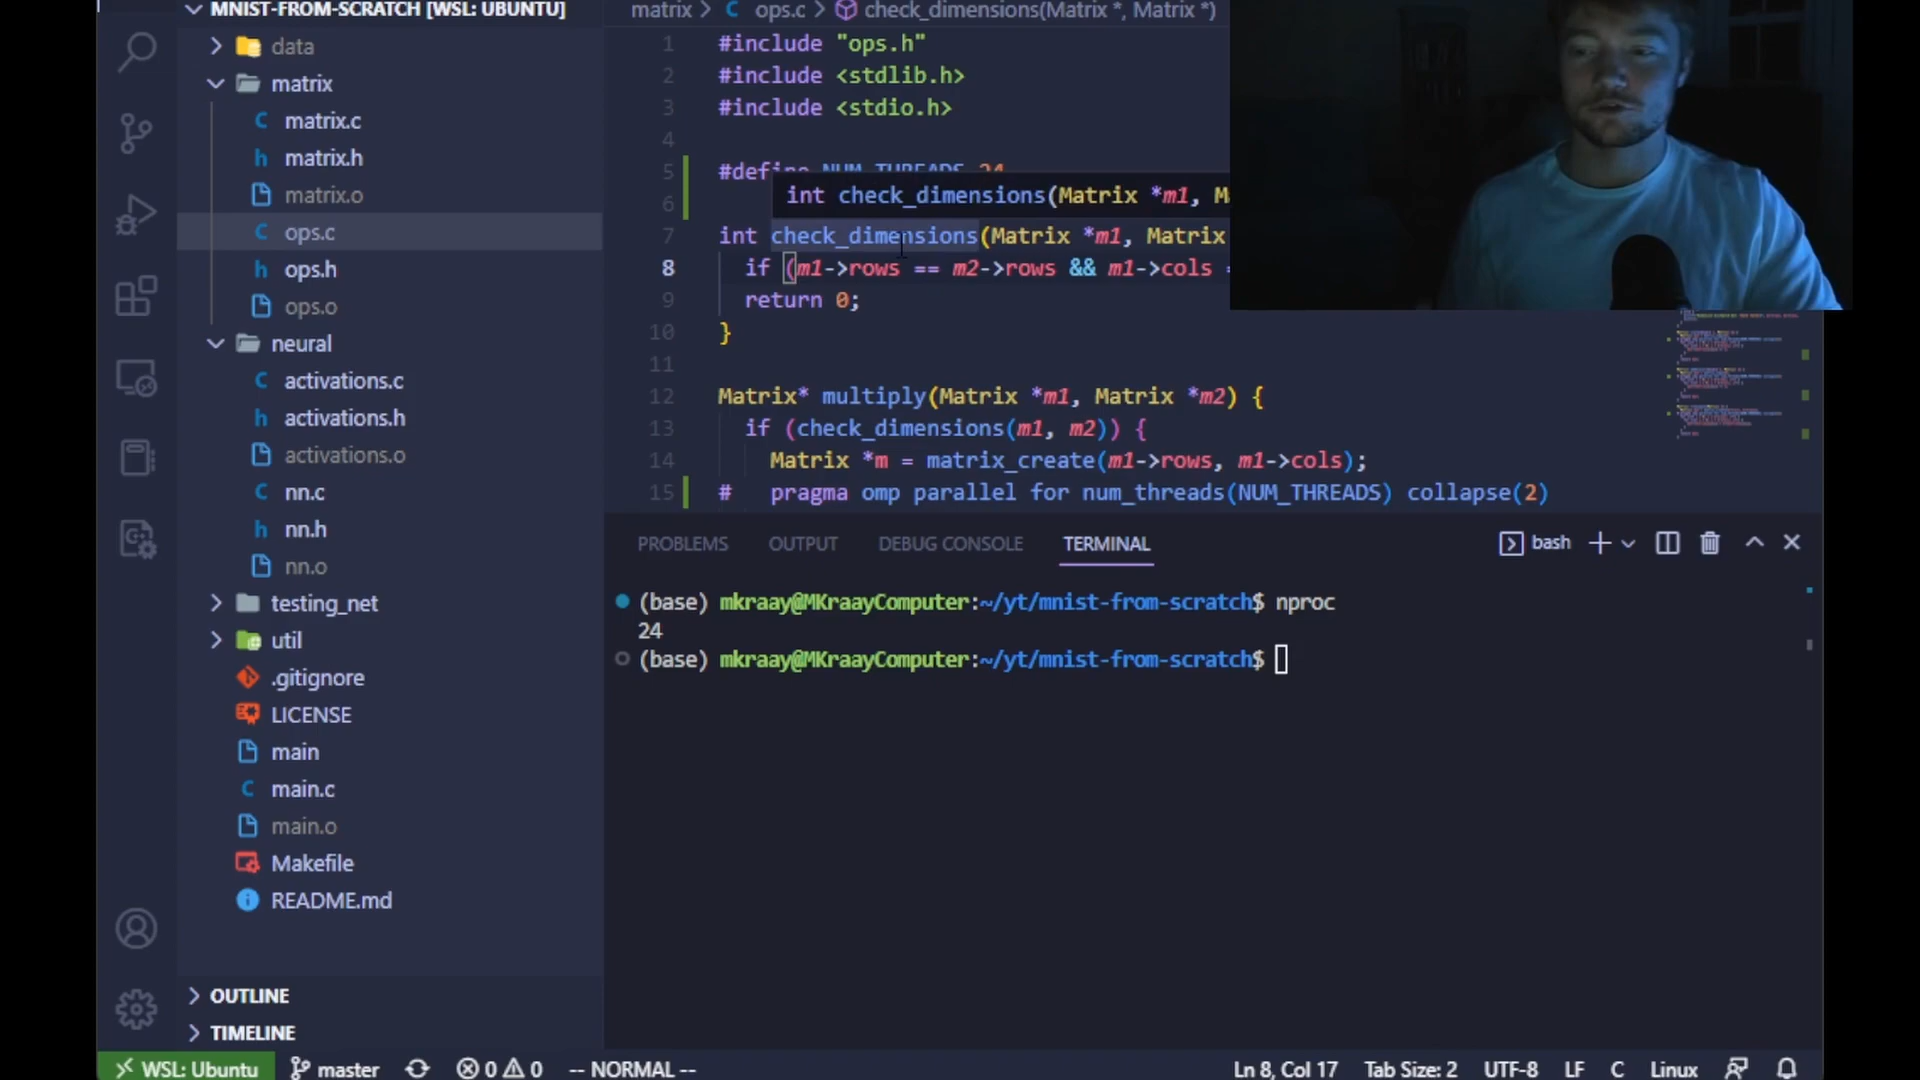 MNIST-FROM-SCRATCH [WSL: UBUNTU]
data
matrix
matrix.c
matrix.h
matrix.o
ops.c
ops.h
ops.o
neural
activations.c
activations.h
activations.o
nn.c
nn.h
nn.o
testing_net
util
.gitignore
LICENSE
main
main.c
main.o
Makefile
README.md
OUTLINE
TIMELINE
matrix > C ops.c > check_dimensions(Matrix *, Matrix *)
1 #include "ops.h"
2 #include <stdlib.h>
3 #include <stdio.h>
4
5 #define NUM_THREADS 24
int check_dimensions(Matrix *m1, M
6
7 int check_dimensions(Matrix *m1, Matrix
8 if (m1->rows == m2->rows && m1->cols =
9 return 0;
10 }
11
12 Matrix* multiply(Matrix *m1, Matrix *m2) {
13 if (check_dimensions(m1, m2)) {
14 Matrix *m = matrix_create(m1->rows, m1->cols);
15 # pragma omp parallel for num_threads(NUM_THREADS) collapse(2)
PROBLEMS OUTPUT DEBUG CONSOLE TERMINAL bash
(base) mkraay@MKraayComputer:~/yt/mnist-from-scratch$ nproc
24
(base) mkraay@MKraayComputer:~/yt/mnist-from-scratch$
WSL: Ubuntu master 0 0 -- NORMAL -- Ln 8, Col 17 Tab Size: 2 UTF-8 LF C Linux